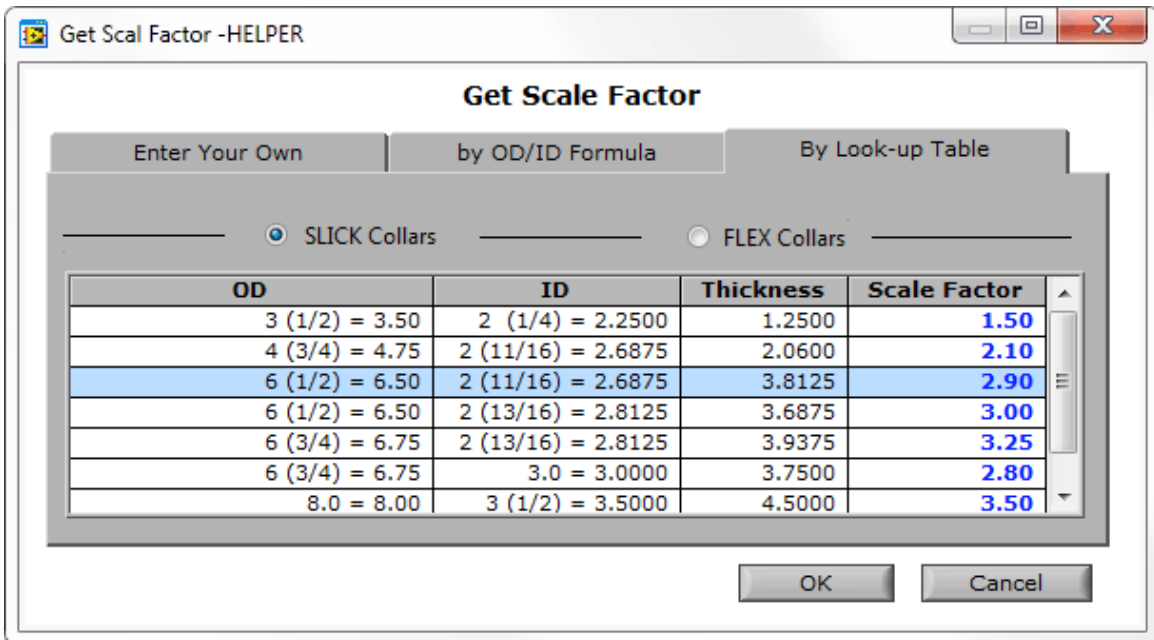 Get Scal Factor -HELPER
Get Scale Factor
Enter Your Own by OD/ID Formula By Look-up Table
SLICK Collars FLEX Collars
OD ID Thickness Scale Factor
3 (1/2) = 3.50 2 (1/4) = 2.2500 1.2500 1.50
4 (3/4) = 4.75 2 (11/16) = 2.6875 2.0600 2.10
6 (1/2) = 6.50 2 (11/16) = 2.6875 3.8125 2.90
6 (1/2) = 6.50 2 (13/16) = 2.8125 3.6875 3.00
6 (3/4) = 6.75 2 (13/16) = 2.8125 3.9375 3.25
6 (3/4) = 6.75 3.0 = 3.0000 3.7500 2.80
8.0 = 8.00 3 (1/2) = 3.5000 4.5000 3.50
OK Cancel